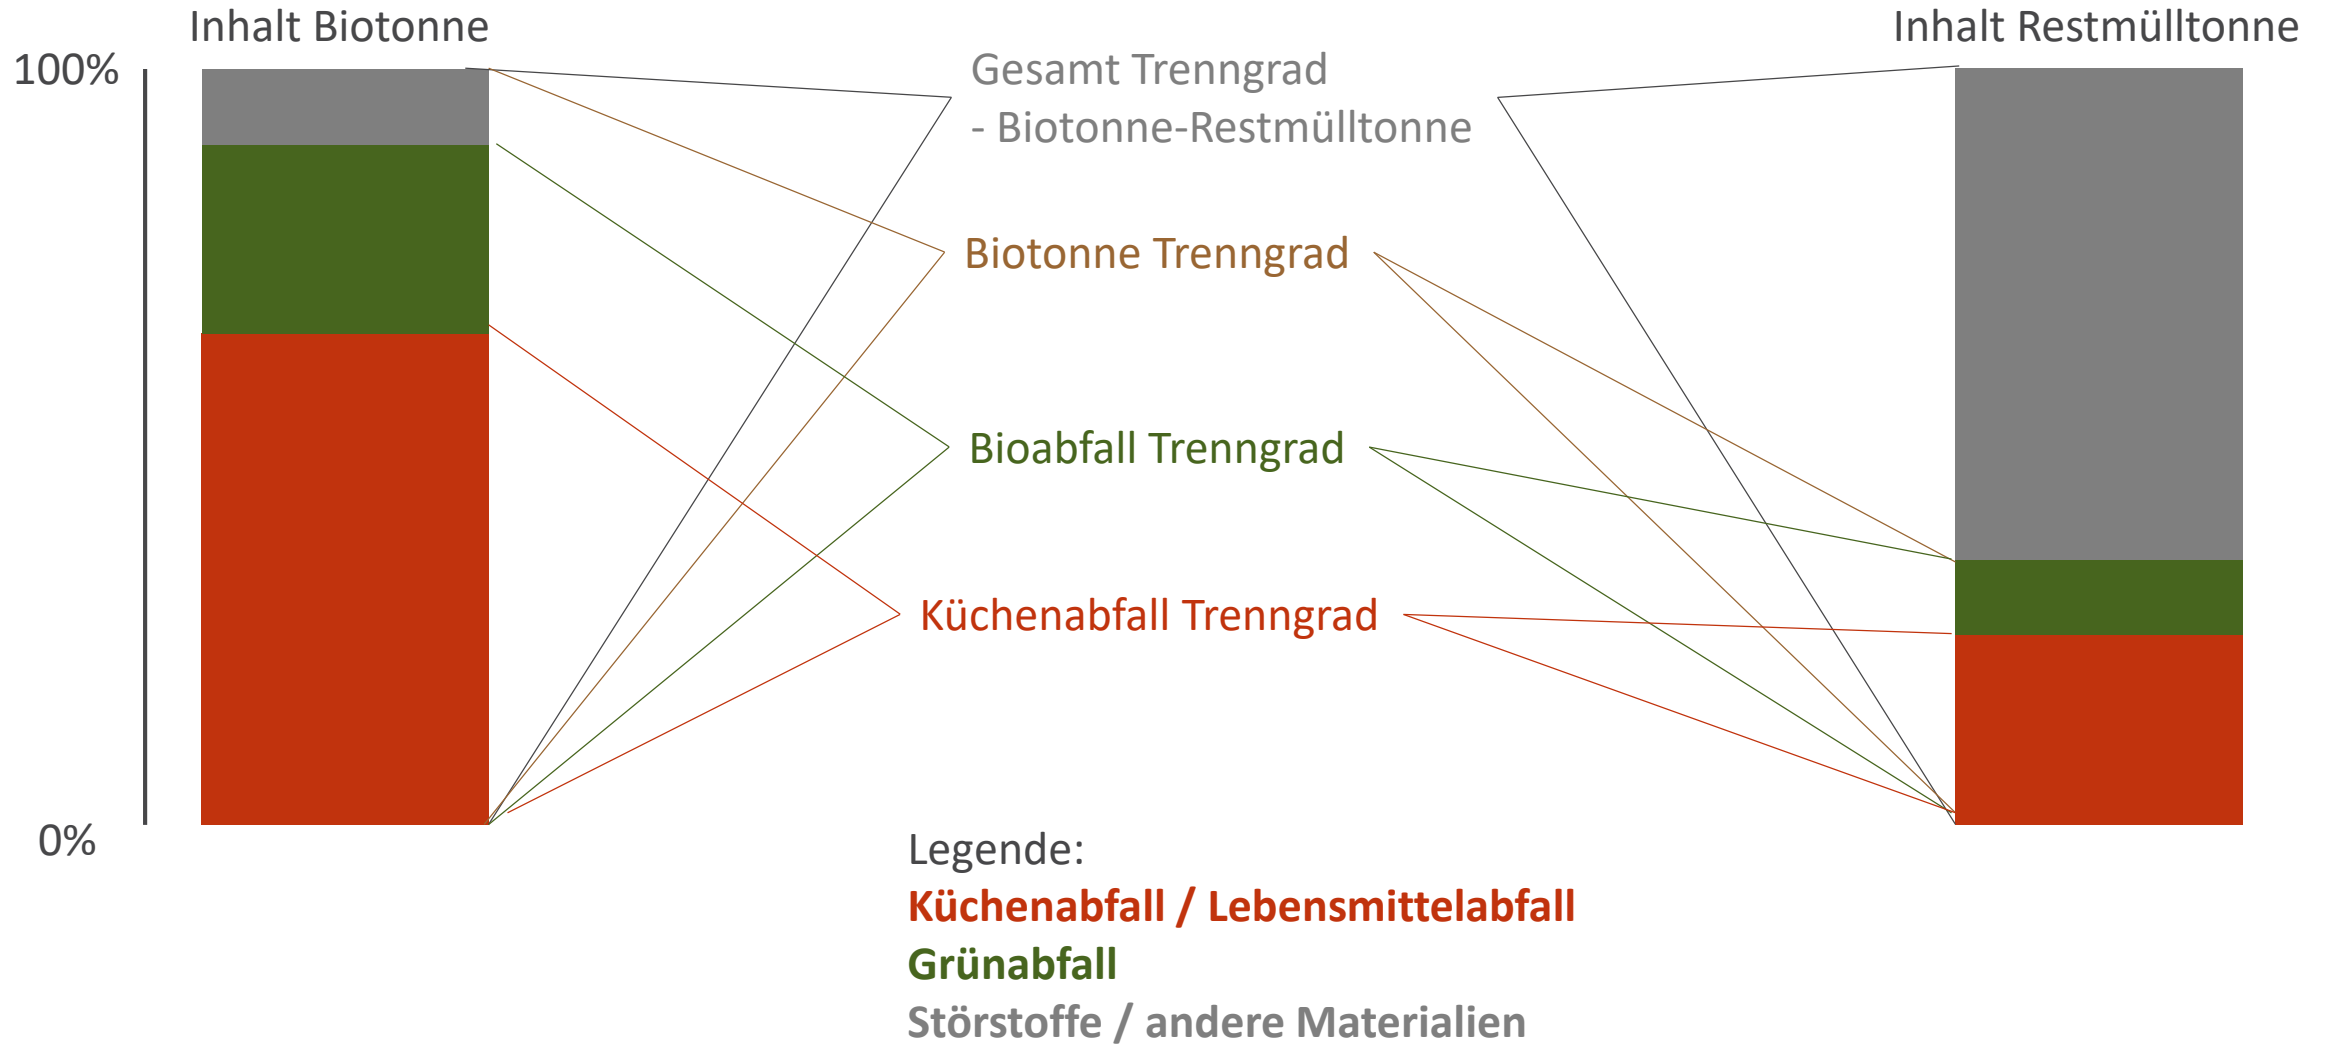 Inhalt Biotonne
Inhalt Restmülltonne
100%
Gesamt Trenngrad
- Biotonne-Restmülltonne
Biotonne Trenngrad
Bioabfall Trenngrad
Küchenabfall Trenngrad
0%
Legende:
Küchenabfall / Lebensmittelabfall
Grünabfall
Störstoffe / andere Materialien